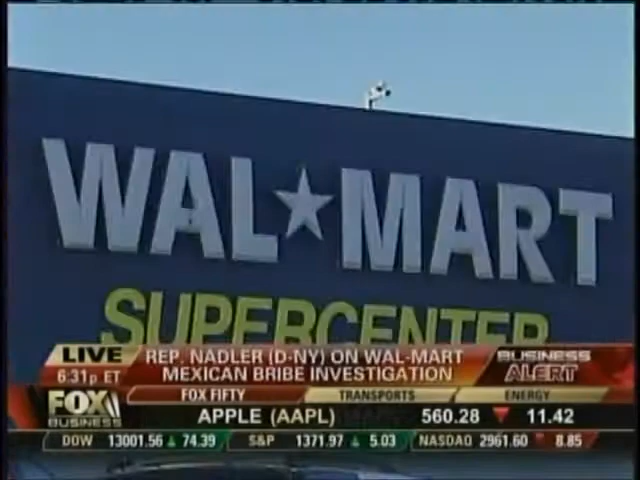 WAL★MART
SUPERCENTER
LIVE
6:31p ET
REP. NADLER (D-NY) ON WAL-MART
MEXICAN BRIBE INVESTIGATION
BUSINESS
ALERT
FOX
BUSINESS
FOX FIFTY TRANSPORTS ENERGY
APPLE (AAPL) 560.28 ▼ 11.42
DOW 13001.56 ▲ 74.39 S&P 1371.97 ▲ 5.03 NASDAQ 2961.60 ▼ 8.85